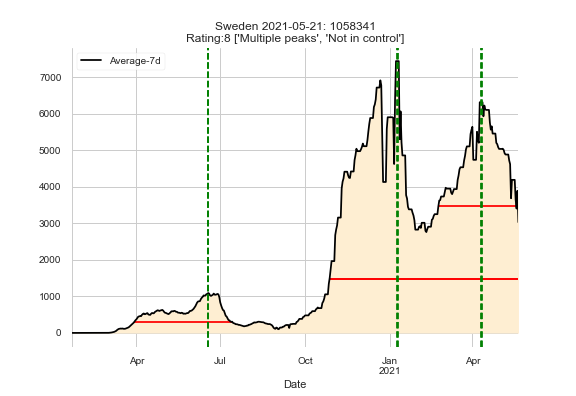 Sweden 2021-05-21: 1058341
Rating:8 ['Multiple peaks', 'Not in control']
Average-7d
7000
6000
5000
4000
3000
2000
1000
0
Apr
Jul
Oct
Jan
2021
Apr
Date